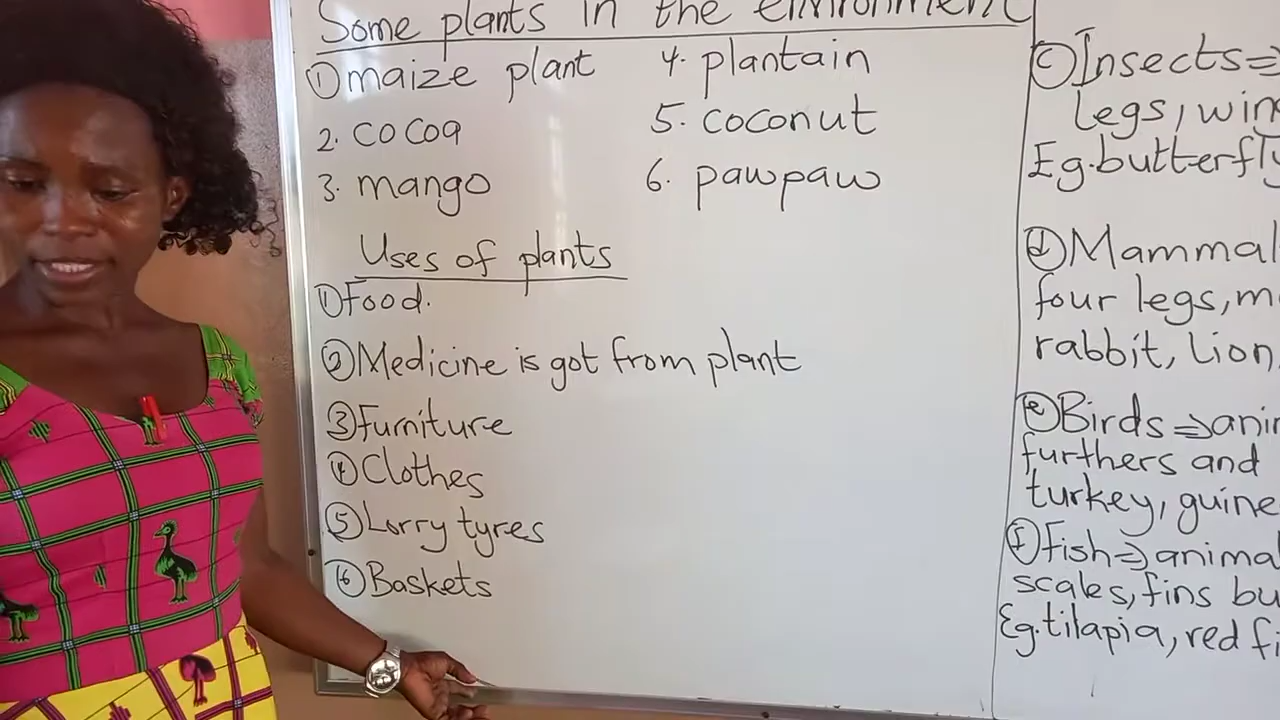 Some plants in the environment
① maize plant
2. cocoa
3. mango
4. plantain
5. coconut
6. pawpaw
Uses of plants
① Food.
② Medicine is got from plant
③ Furniture
④ Clothes
⑤ Lorry tyres
⑥ Baskets
ⓒ Insects ⇒
legs, win
Eg. butterfly
ⓓ Mammal
four legs, m
rabbit, lion,
ⓔ Birds ⇒ anim
furthers and
turkey, guine
ⓕ Fish ⇒ animal
scales, fins bu
Eg. tilapia, red fi